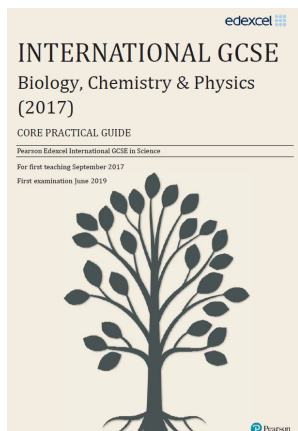 edexcel
INTERNATIONAL GCSE
Biology, Chemistry & Physics
(2017)
CORE PRACTICAL GUIDE
Pearson Edexcel International GCSE in Science
For first teaching September 2017
First examination June 2019
Pearson